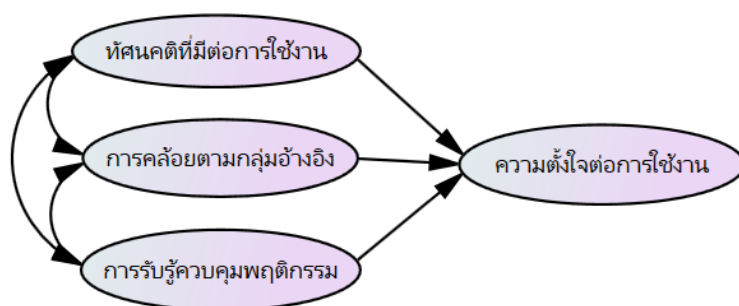 ทัศนคติที่มีต่อการใช้งาน
การคล้อยตามกลุ่มอ้างอิง
ความตั้งใจต่อการใช้งาน
การรับรู้ควบคุมพฤติกรรม